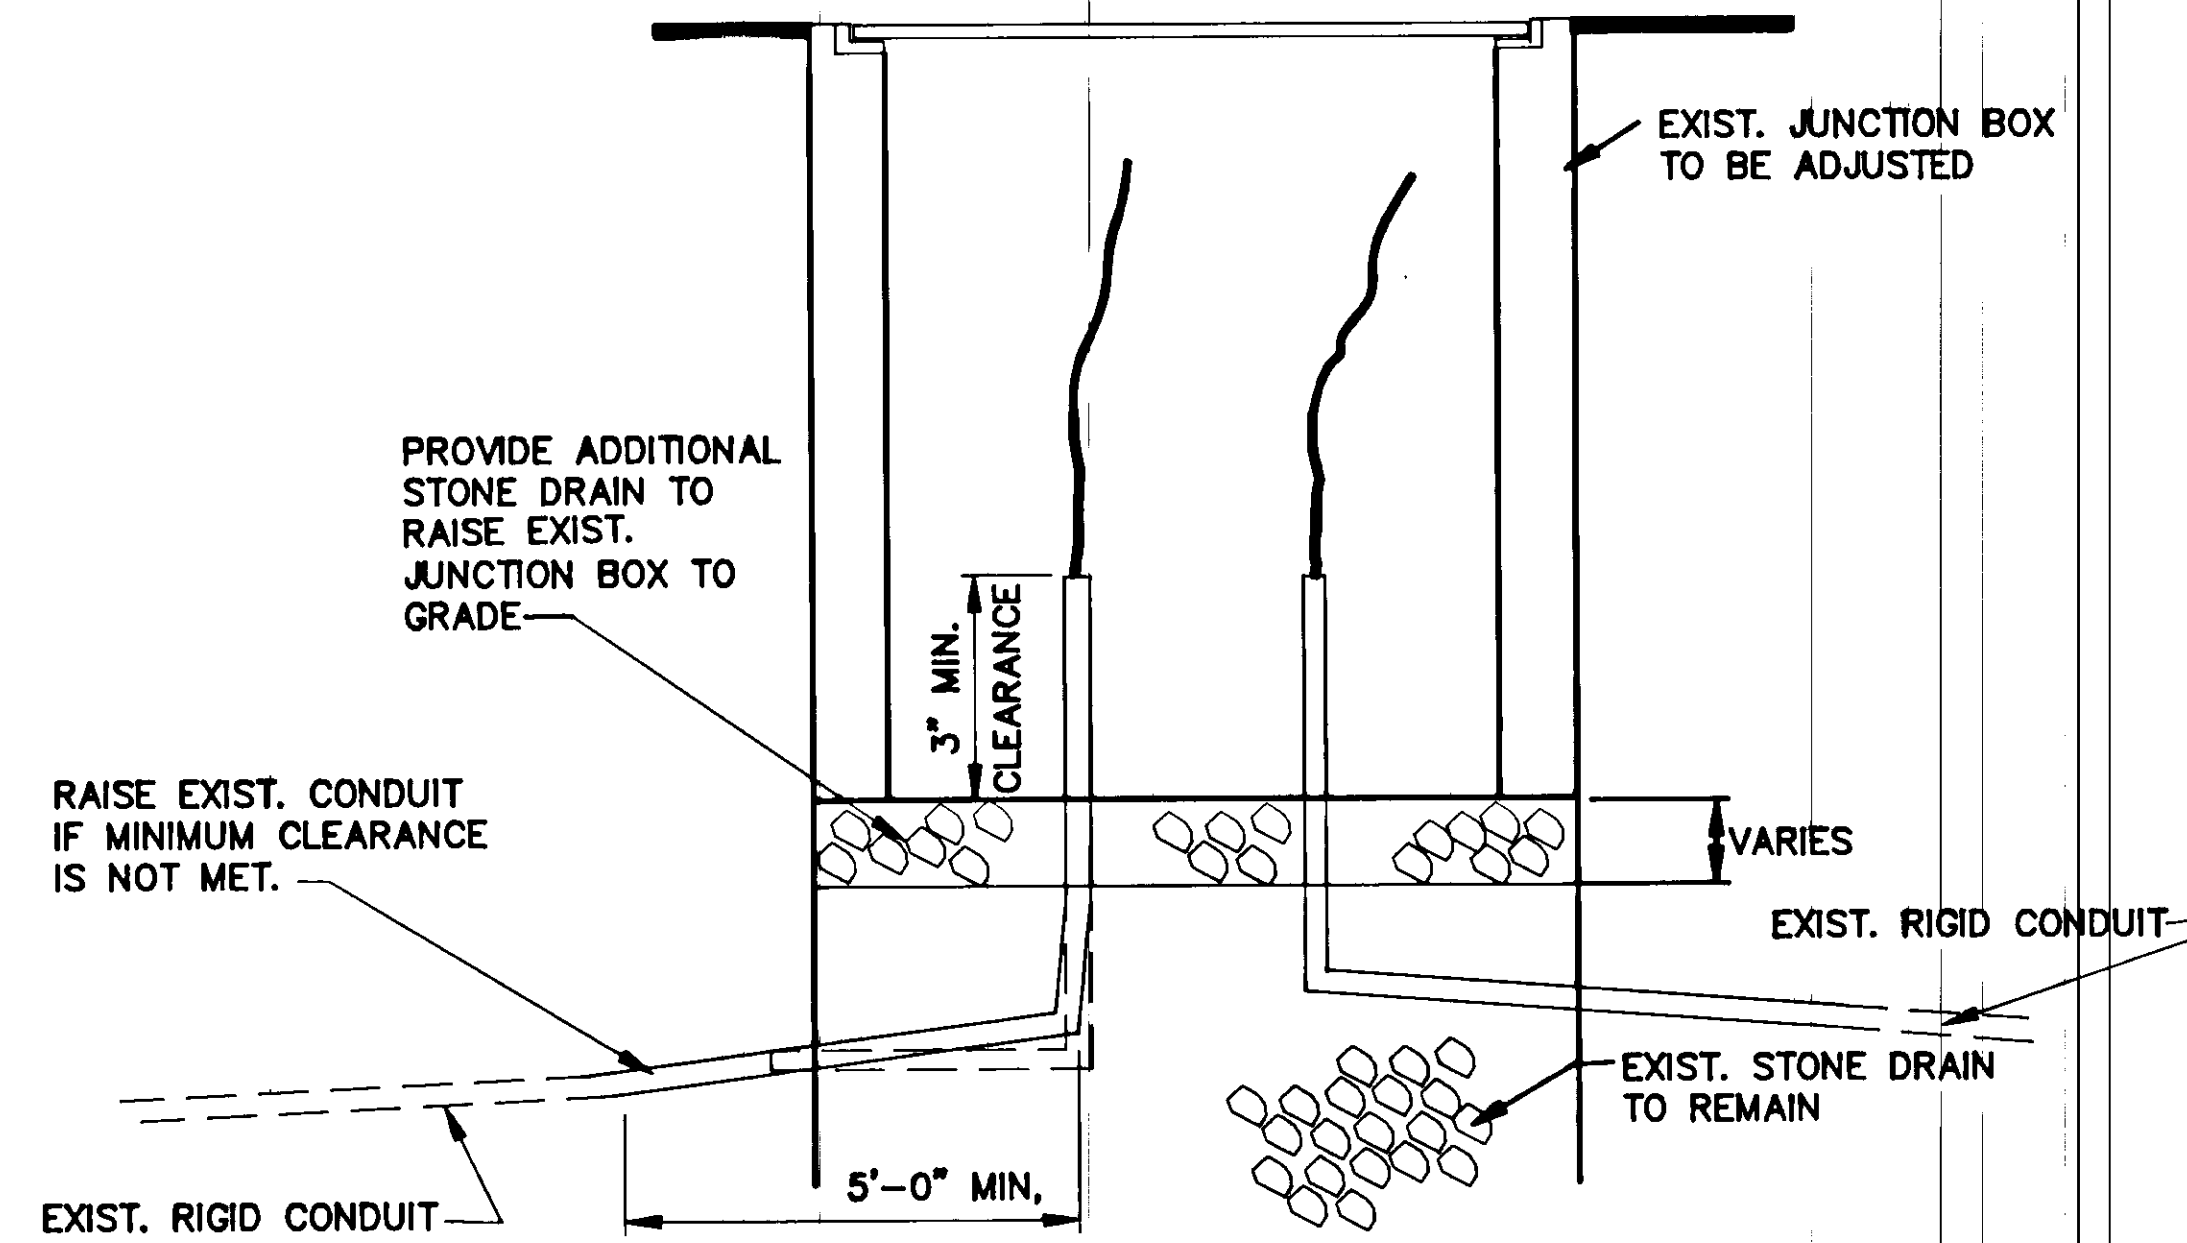 EXIST. JUNCTION BOX
TO BE ADJUSTED
PROVIDE ADDITIONAL
STONE DRAIN TO
RAISE EXIST.
JUNCTION BOX TO
GRADE
3" MIN.
CLEARANCE
RAISE EXIST. CONDUIT
IF MINIMUM CLEARANCE
IS NOT MET.
VARIES
EXIST. RIGID CONDUIT
EXIST. STONE DRAIN
TO REMAIN
5'-0" MIN,
EXIST. RIGID CONDUIT